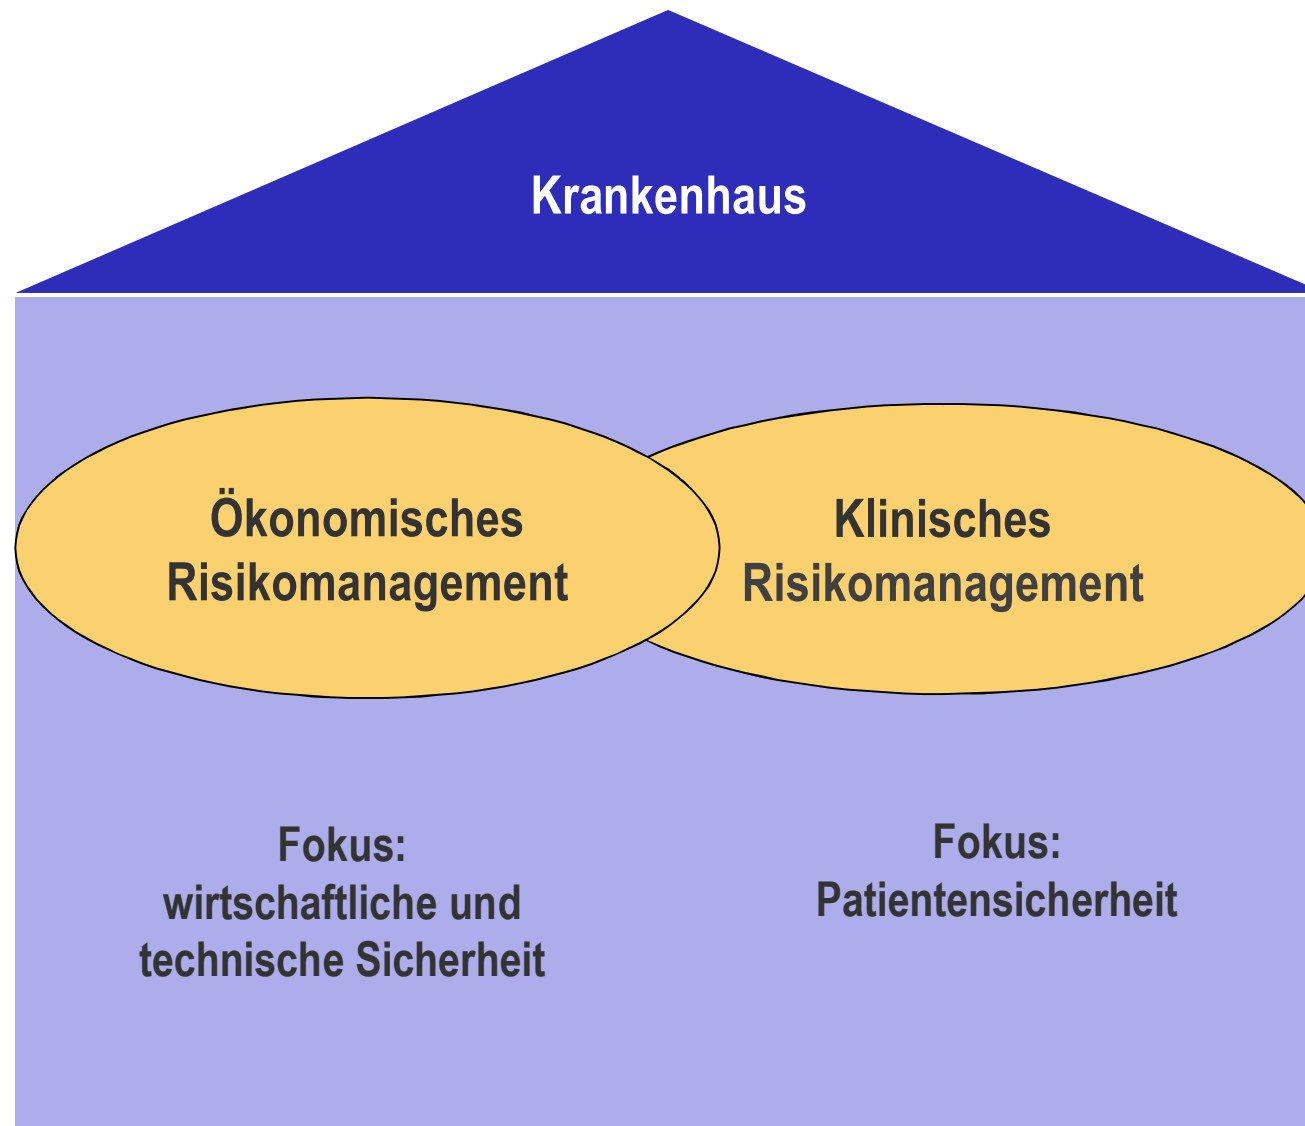 Krankenhaus
Ökonomisches
Risikomanagement
Klinisches
Risikomanagement
Fokus:
wirtschaftliche und
technische Sicherheit
Fokus:
Patientensicherheit